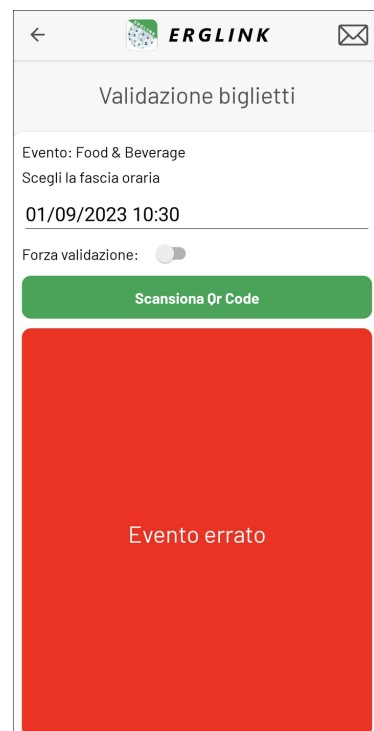 ERGLINK
Validazione biglietti
Evento: Food & Beverage
Scegli la fascia oraria
01/09/2023 10:30
Forza validazione:
Scansiona Qr Code
Evento errato